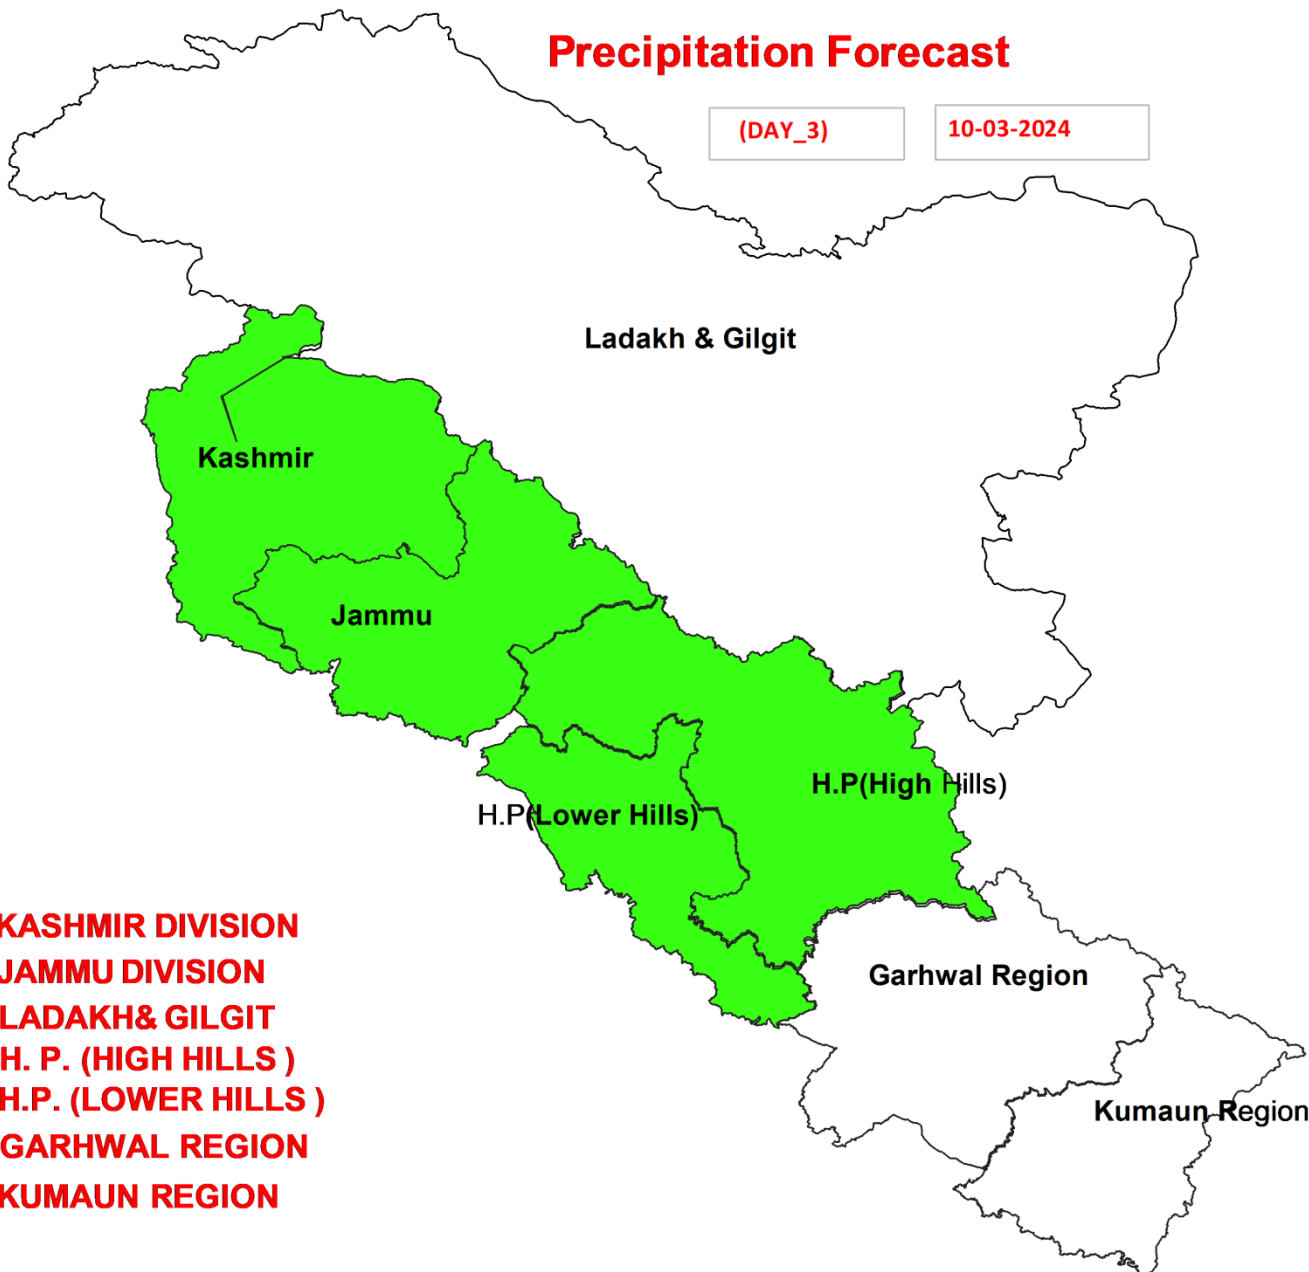 Precipitation Forecast
(DAY_3)
10-03-2024
Ladakh & Gilgit
Kashmir
Jammu
H.P(High Hills)
H.P(Lower Hills)
Garhwal Region
Kumaun Region
KASHMIR DIVISION
JAMMU DIVISION
LADAKH& GILGIT
H. P. (HIGH HILLS )
H.P. (LOWER HILLS )
GARHWAL REGION
KUMAUN REGION